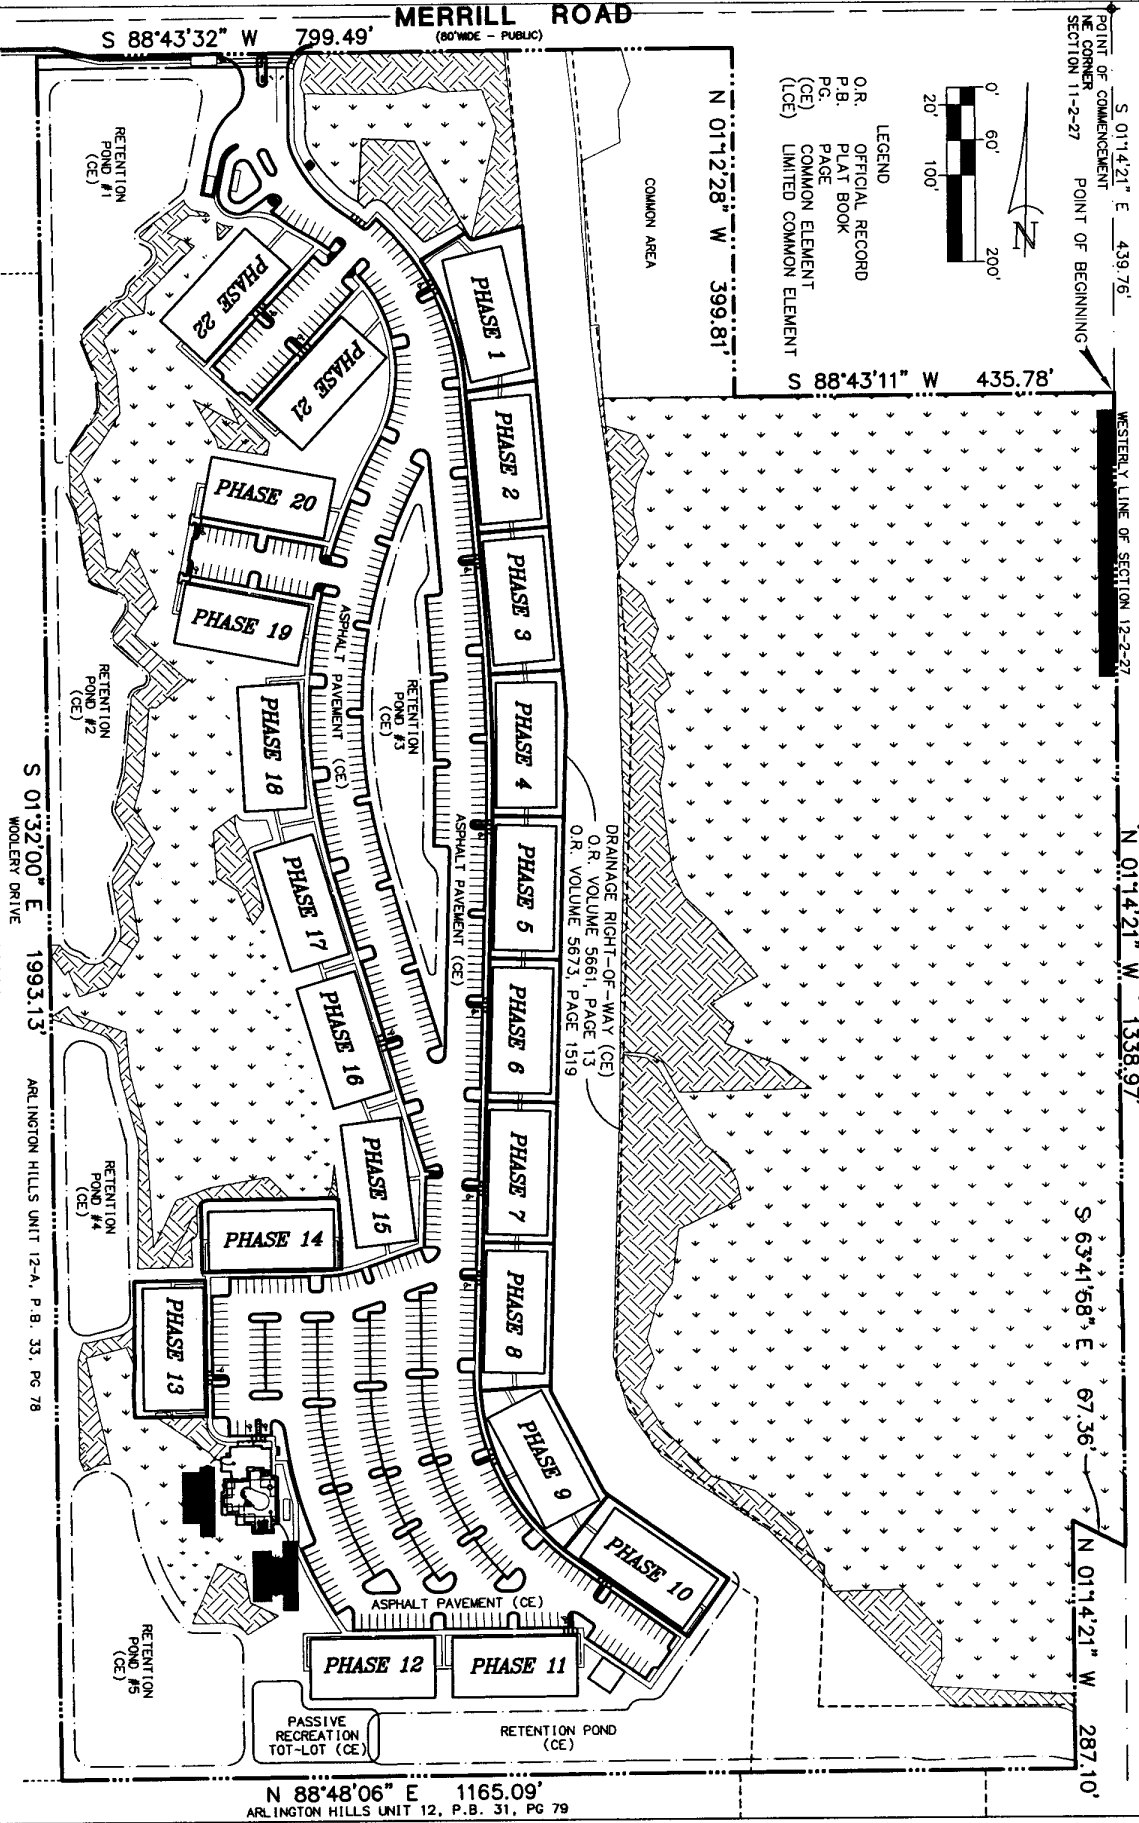 MERRILL ROAD
(80'WIDE - PUBLIC)
S 88°43'32" W 799.49'
POINT OF COMMENCEMENT
NE CORNER
SECTION 11-2-27
S 01°14'21" E 439.76'
POINT OF BEGINNING
0' 60' 200'
20' 100'
N
LEGEND
O.R. OFFICIAL RECORD
P.B. PLAT BOOK
PG. PAGE
(CE) COMMON ELEMENT
(LCE) LIMITED COMMON ELEMENT
N 01°12'28" W 399.81'
S 88°43'11" W 435.78'
WESTERLY LINE OF SECTION 12-2-27
N 01°14'21" W 1338.97'
S 63°41'58" E 67.36'
N 01°14'21" W 287.10'
COMMON AREA
RETENTION
POND #1
(CE)
PHASE 22
PHASE 21
PHASE 1
PHASE 2
PHASE 20
PHASE 3
PHASE 19
ASPHALT PAVEMENT (CE)
RETENTION
POND #2
(CE)
RETENTION
POND #3
(CE)
PHASE 18
PHASE 4
DRAINAGE RIGHT-OF-WAY (CE)
O.R. VOLUME 5661, PAGE 13
O.R. VOLUME 5673, PAGE 1519
ASPHALT PAVEMENT (CE)
PHASE 17
PHASE 5
PHASE 16
PHASE 6
PHASE 15
PHASE 7
RETENTION
POND #4
(CE)
PHASE 14
PHASE 8
PHASE 13
PHASE 9
PHASE 10
ASPHALT PAVEMENT (CE)
PHASE 12
PHASE 11
RETENTION
POND #5
(CE)
PASSIVE
RECREATION
TOT-LOT (CE)
RETENTION POND
(CE)
S 01°32'00" E 1993.13'
WOOLERY DRIVE
ARLINGTON HILLS UNIT 12-A, P.B. 33, PG 78
N 88°48'06" E 1165.09'
ARLINGTON HILLS UNIT 12, P.B. 31, PG 79